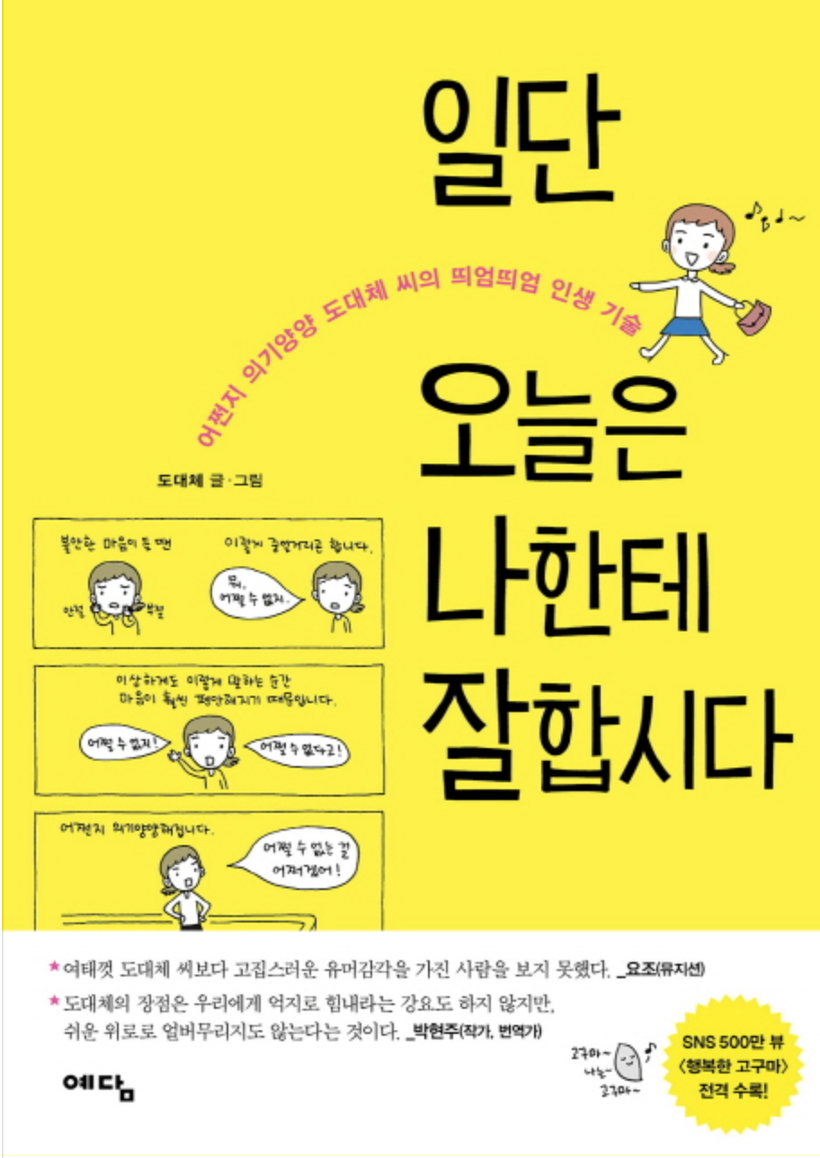 일단
어쩐지 의기양양 도대체 씨의 띄엄띄엄 인생 기술
오늘은
나한테
잘합시다
도대체 글·그림
불안한 마음이 들 땐
안절
부절
이렇게 중얼거리곤 합니다.
뭐,
어쩔 수 없지.
이상하게도 이렇게 말하는 순간
마음이 훨씬 편안해지기 때문입니다.
어쩔 수 없지!
어쩔 수 없다고!
어쩐지 의기양양해집니다.
어쩔 수 없는 걸
어쩌겠어!
★여태껏 도대체 씨보다 고집스러운 유머감각을 가진 사람을 보지 못했다. _요조(뮤지션)
★도대체의 장점은 우리에게 억지로 힘내라는 강요도 하지 않지만,
쉬운 위로로 얼버무리지도 않는다는 것이다. _박현주(작가, 번역가)
고구마~
나는~
고구마~
SNS 500만 뷰
〈행복한 고구마〉
전격 수록!
예담